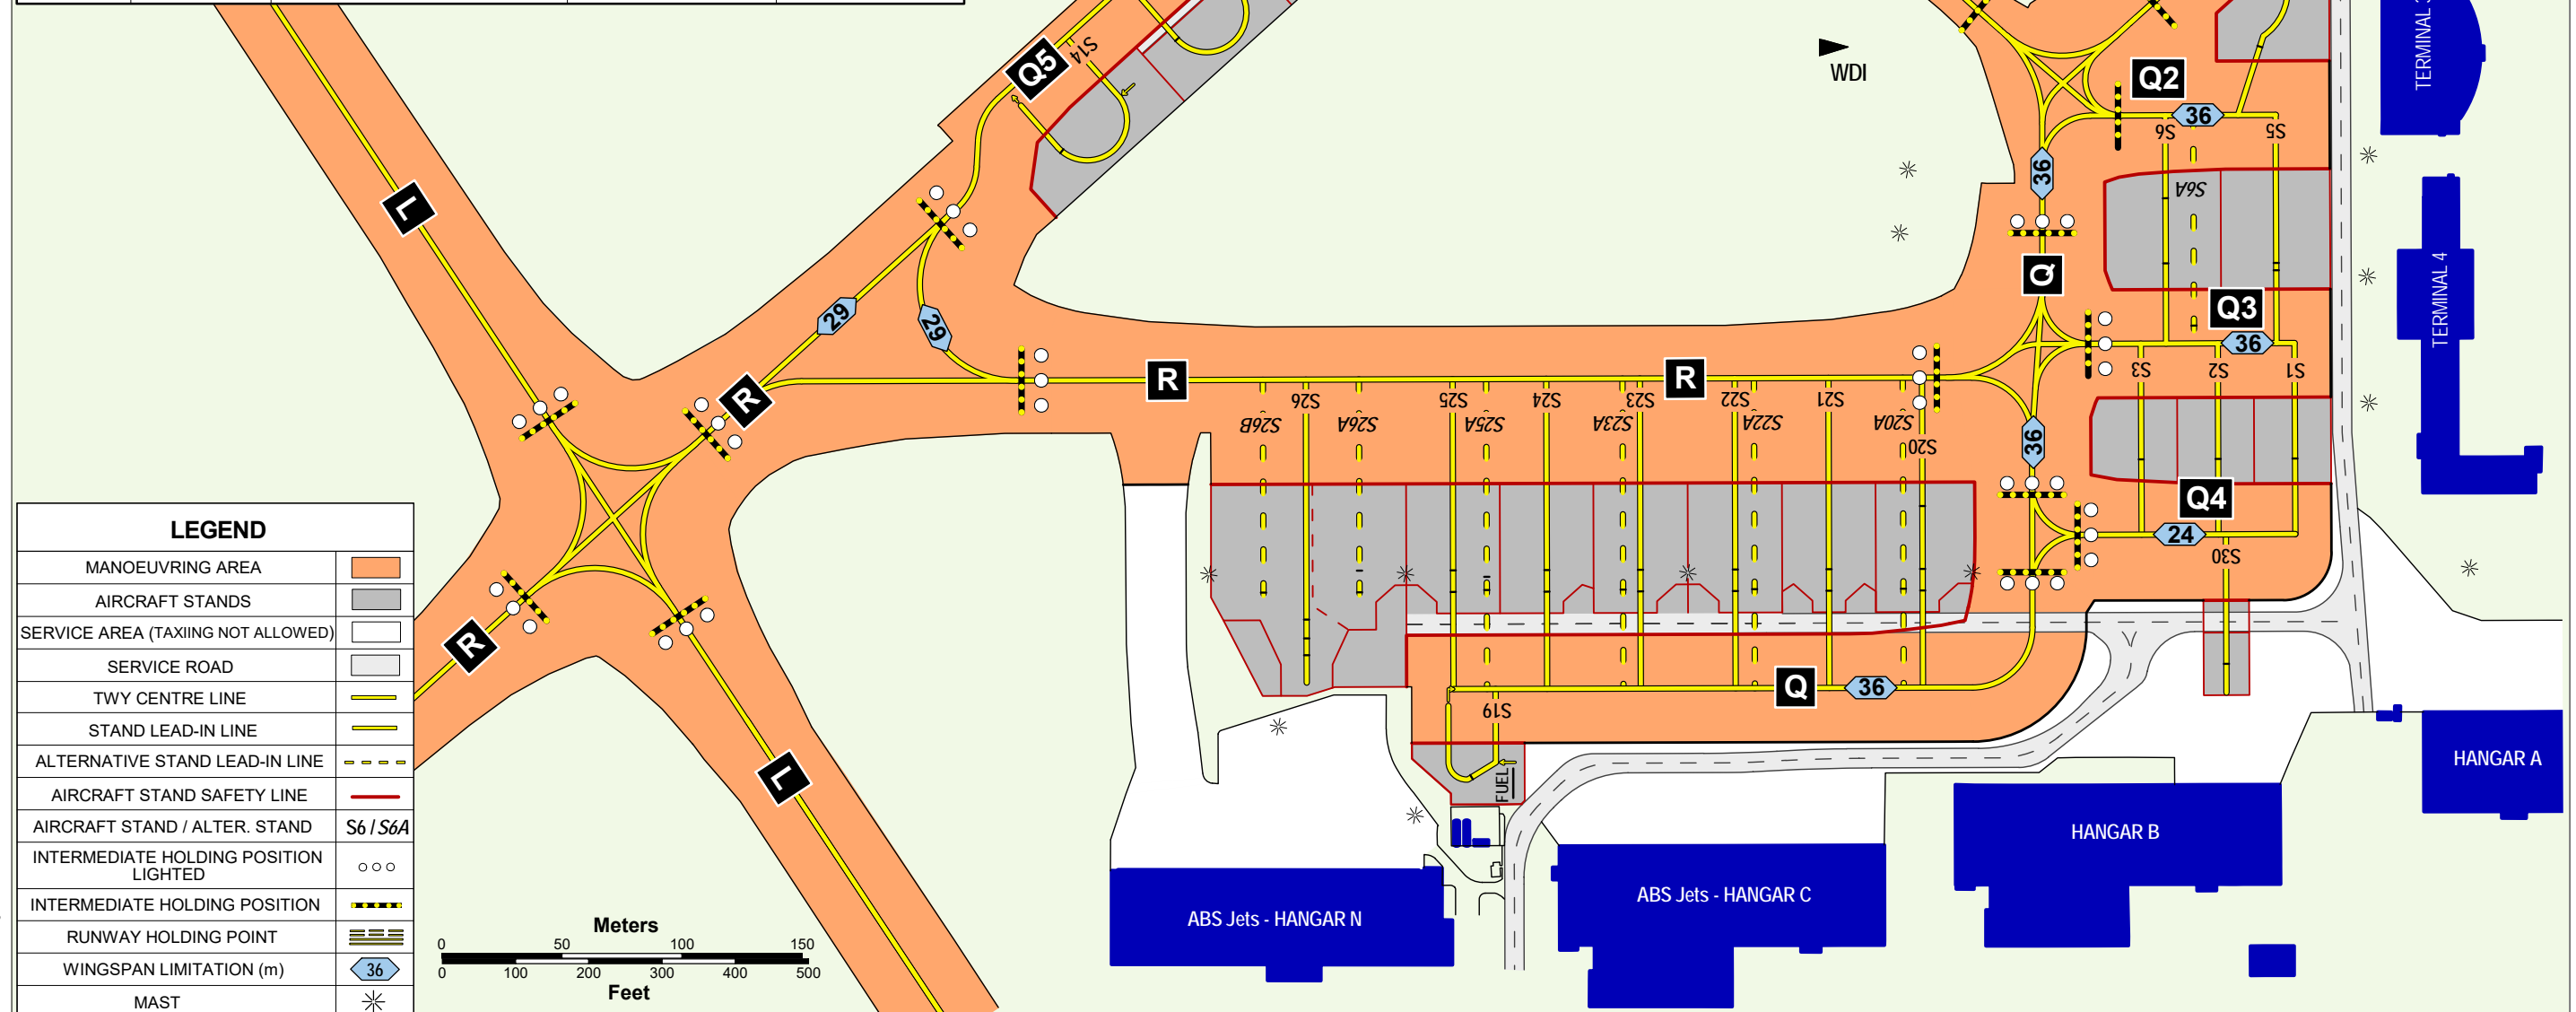 S14
Q5
WDI
Q2
TERMINAL 3
36
S6
S5
36
L
S6A
Q
Q3
TERMINAL 4
29
29
36
R
R
R
S3
S2
S1
S26B
S26
S26A
S25
S25A
S24
S23A
S23
S22
S22A
S21
S20A
S20
36
Q4
24
S30
R
Q
36
S19
FUEL
L
HANGAR A
HANGAR B
ABS Jets - HANGAR C
ABS Jets - HANGAR N
LEGEND
MANOEUVRING AREA
AIRCRAFT STANDS
SERVICE AREA (TAXIING NOT ALLOWED)
SERVICE ROAD
TWY CENTRE LINE
STAND LEAD-IN LINE
ALTERNATIVE STAND LEAD-IN LINE
AIRCRAFT STAND SAFETY LINE
AIRCRAFT STAND / ALTER. STAND S6 / S6A
INTERMEDIATE HOLDING POSITION
LIGHTED
INTERMEDIATE HOLDING POSITION
RUNWAY HOLDING POINT
WINGSPAN LIMITATION (m) 36
MAST
Meters
0 50 100 150
0 100 200 300 400 500
Feet